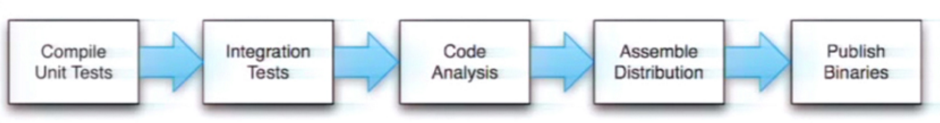 Compile
Unit Tests
Integration
Tests
Code
Analysis
Assemble
Distribution
Publish
Binaries